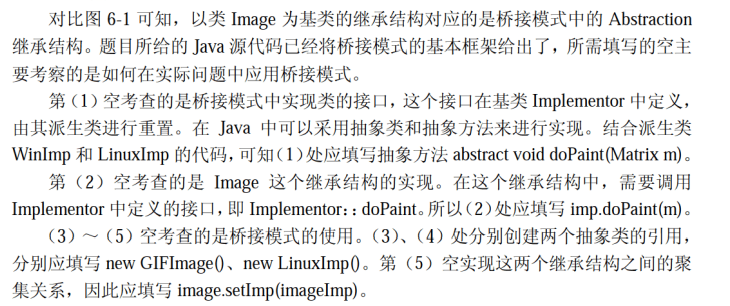 对比图 6-1 可知，以类 Image 为基类的继承结构对应的是桥接模式中的 Abstraction
继承结构。题目所给的 Java 源代码已经将桥接模式的基本框架给出了，所需填写的空主
要考察的是如何在实际问题中应用桥接模式。
第（1）空考查的是桥接模式中实现类的接口，这个接口在基类 Implementor 中定义，
由其派生类进行重置。在 Java 中可以采用抽象类和抽象方法来进行实现。结合派生类
WinImp 和 LinuxImp 的代码，可知（1）处应填写抽象方法 abstract void doPaint(Matrix m)。
第（2）空考查的是 Image 这个继承结构的实现。在这个继承结构中，需要调用
Implementor 中定义的接口，即 Implementor：：doPaint。所以（2）处应填写 imp.doPaint(m)。
（3）～（5）空考查的是桥接模式的使用。（3）、（4）处分别创建两个抽象类的引用，
分别应填写 new GIFImage()、new LinuxImp()。第（5）空实现这两个继承结构之间的聚
集关系，因此应填写 image.setImp(imageImp)。